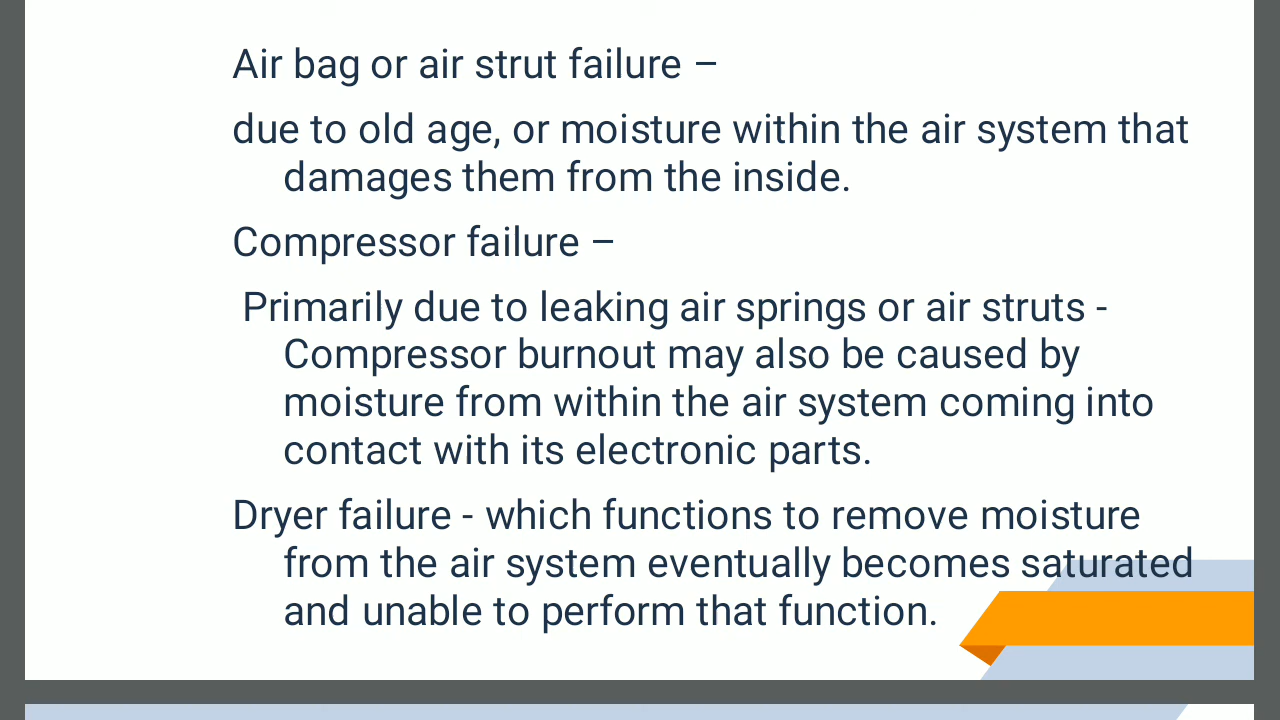 Air bag or air strut failure –
due to old age, or moisture within the air system that
damages them from the inside.
Compressor failure –
Primarily due to leaking air springs or air struts -
Compressor burnout may also be caused by
moisture from within the air system coming into
contact with its electronic parts.
Dryer failure - which functions to remove moisture
from the air system eventually becomes saturated
and unable to perform that function.